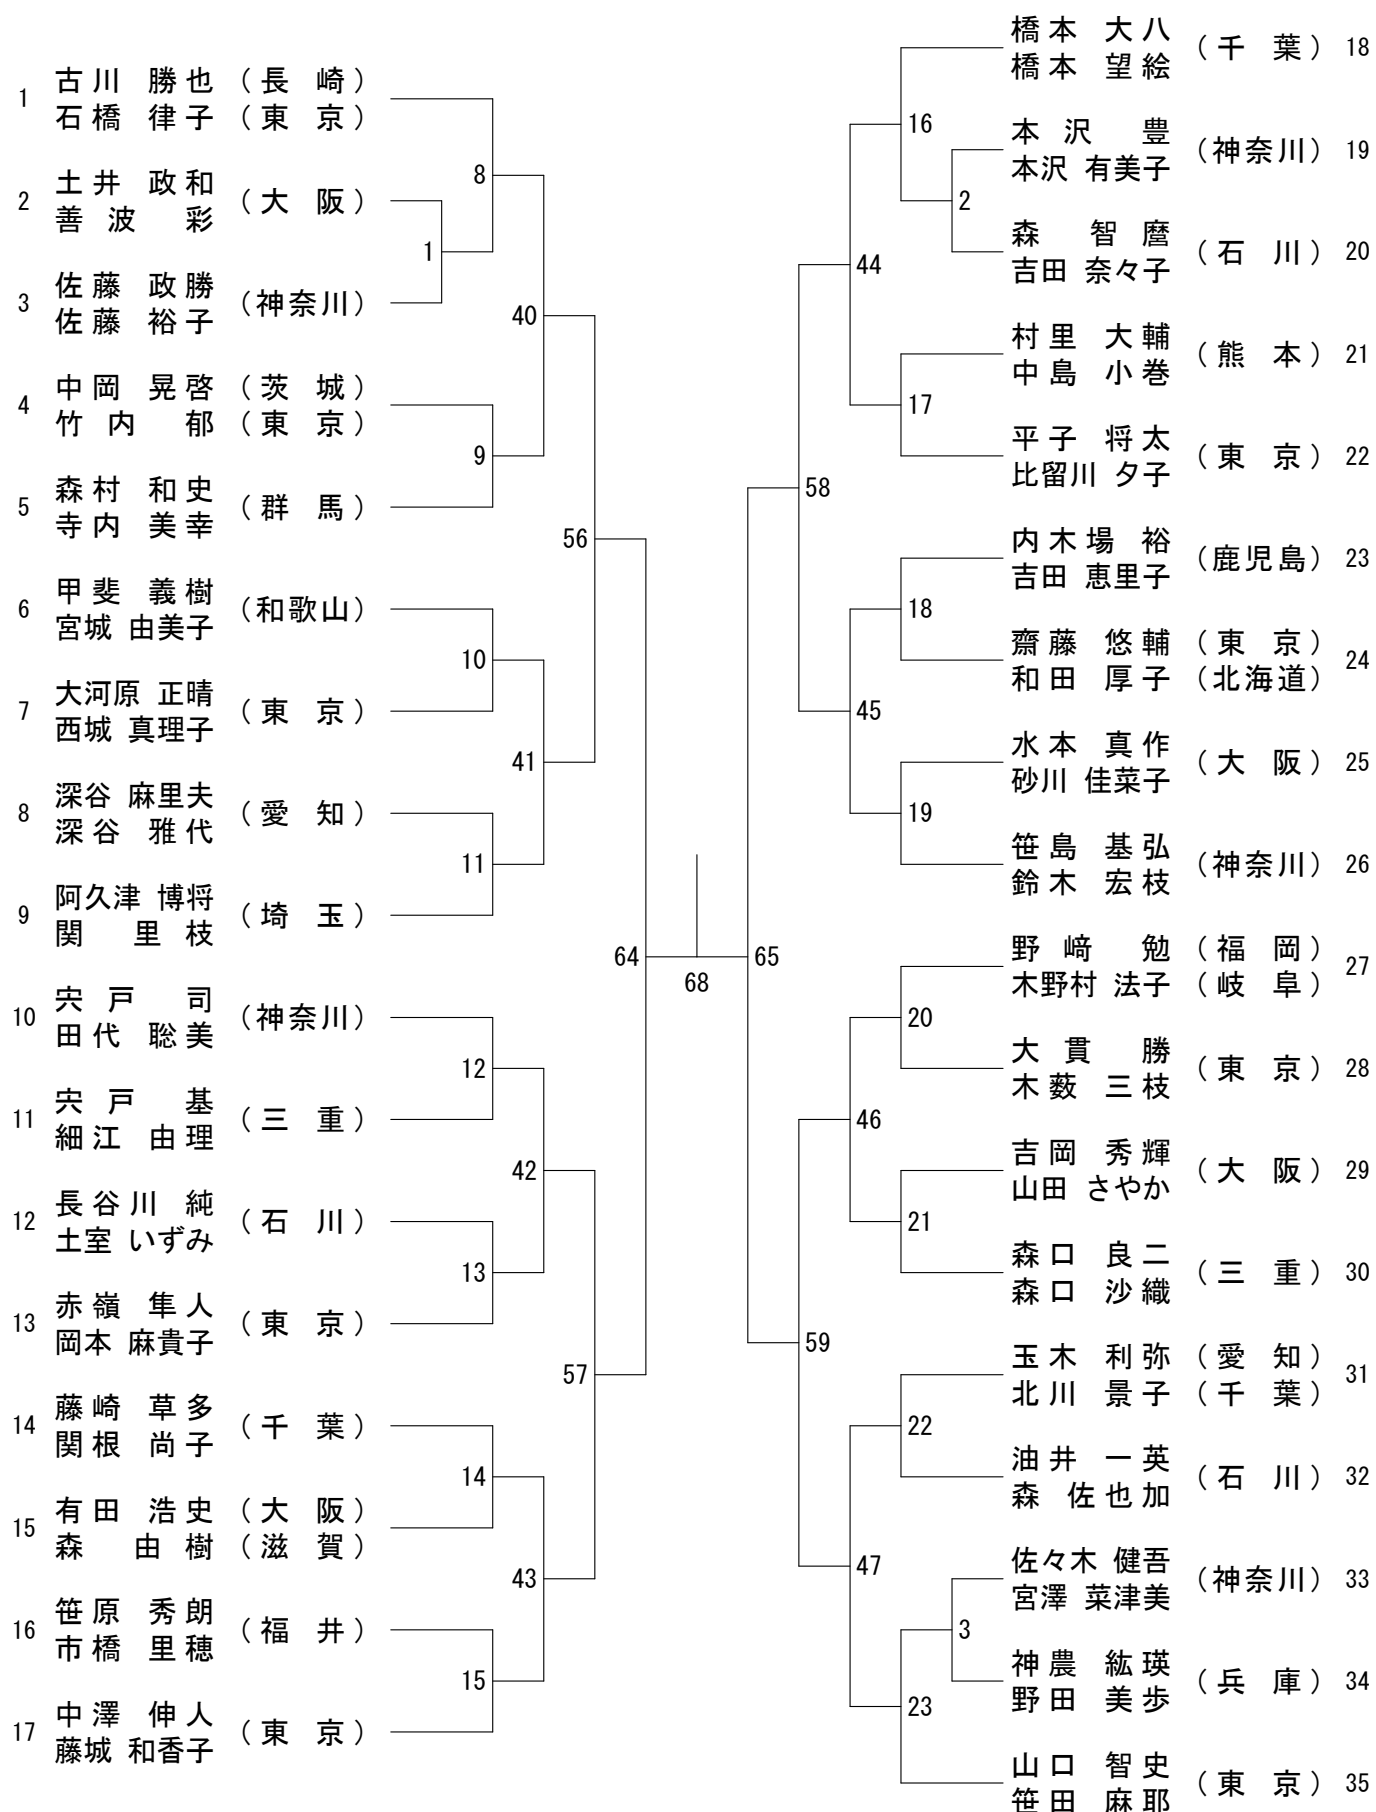 1 古川 勝也 (長 崎)
石橋 律子 (東 京)
2 土井 政和 (大 阪)
善波 彩
3 佐藤 政勝 (神奈川)
佐藤 裕子
4 中岡 晃啓 (茨 城)
竹内 郁 (東 京)
5 森村 和史 (群 馬)
寺内 美幸
6 甲斐 義樹 (和歌山)
宮城 由美子
7 大河原 正晴 (東 京)
西城 真理子
8 深谷 麻里夫 (愛 知)
深谷 雅代
9 阿久津 博将 (埼 玉)
関 里枝
10 宍戸 司 (神奈川)
田代 聡美
11 宍戸 基 (三 重)
細江 由理
12 長谷川 純 (石 川)
土室 いずみ
13 赤嶺 隼人 (東 京)
岡本 麻貴子
14 藤崎 草多 (千 葉)
関根 尚子
15 有田 浩史 (大 阪)
森 由樹 (滋 賀)
16 笹原 秀朗 (福 井)
市橋 里穂
17 中澤 伸人 (東 京)
藤城 和香子
1
8
9
10
11
12
13
14
15
40
41
42
43
56
57
64
68
65
58
59
44
45
46
47
16
17
18
19
20
21
22
23
2
3
橋本 大八 (千 葉) 18
橋本 望絵
本沢 豊 (神奈川) 19
本沢 有美子
森 智麿 (石 川) 20
吉田 奈々子
村里 大輔 (熊 本) 21
中島 小巻
平子 将太 (東 京) 22
比留川 夕子
内木場 裕 (鹿児島) 23
吉田 恵里子
齋藤 悠輔 (東 京) 24
和田 厚子 (北海道)
水本 真作 (大 阪) 25
砂川 佳菜子
笹島 基弘 (神奈川) 26
鈴木 宏枝
野﨑 勉 (福 岡) 27
木野村 法子 (岐 阜)
大貫 勝 (東 京) 28
木薮 三枝
吉岡 秀輝 (大 阪) 29
山田 さやか
森口 良二 (三 重) 30
森口 沙織
玉木 利弥 (愛 知) 31
北川 景子 (千 葉)
油井 一英 (石 川) 32
森 佐也加
佐々木 健吾 (神奈川) 33
宮澤 菜津美
神農 紘瑛 (兵 庫) 34
野田 美歩
山口 智史 (東 京) 35
笹田 麻耶